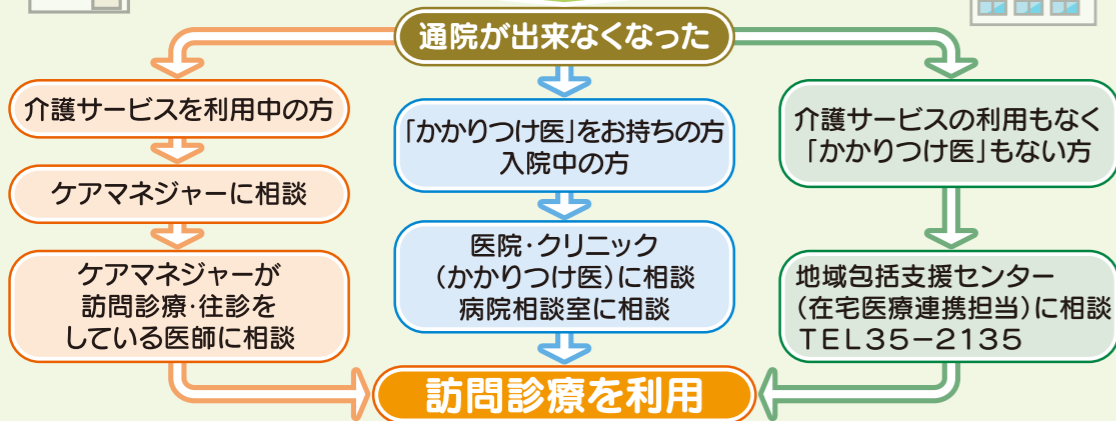 通院が出来なくなった
介護サービスを利用中の方
ケアマネジャーに相談
ケアマネジャーが
訪問診療・往診を
している医師に相談
「かかりつけ医」をお持ちの方
入院中の方
医院・クリニック
(かかりつけ医)に相談
病院相談室に相談
介護サービスの利用もなく
「かかりつけ医」もない方
地域包括支援センター
(在宅医療連携担当)に相談
TEL35-2135
訪問診療を利用